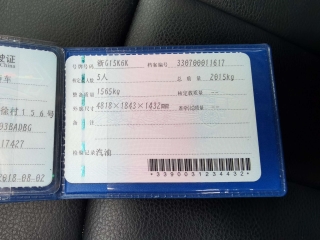 驶证
China
徐村156号
03BADBG
17427
2018-08-02
号牌号码 浙G15K6K 档案编号 330700011617
核定人数 5人 总质量 2015kg
整备质量 1565kg 核定载质量 --
外廓尺寸 4818×1843×1432mm 准牵引总质量 --
备注
检验记录 汽油
*3390031234432*